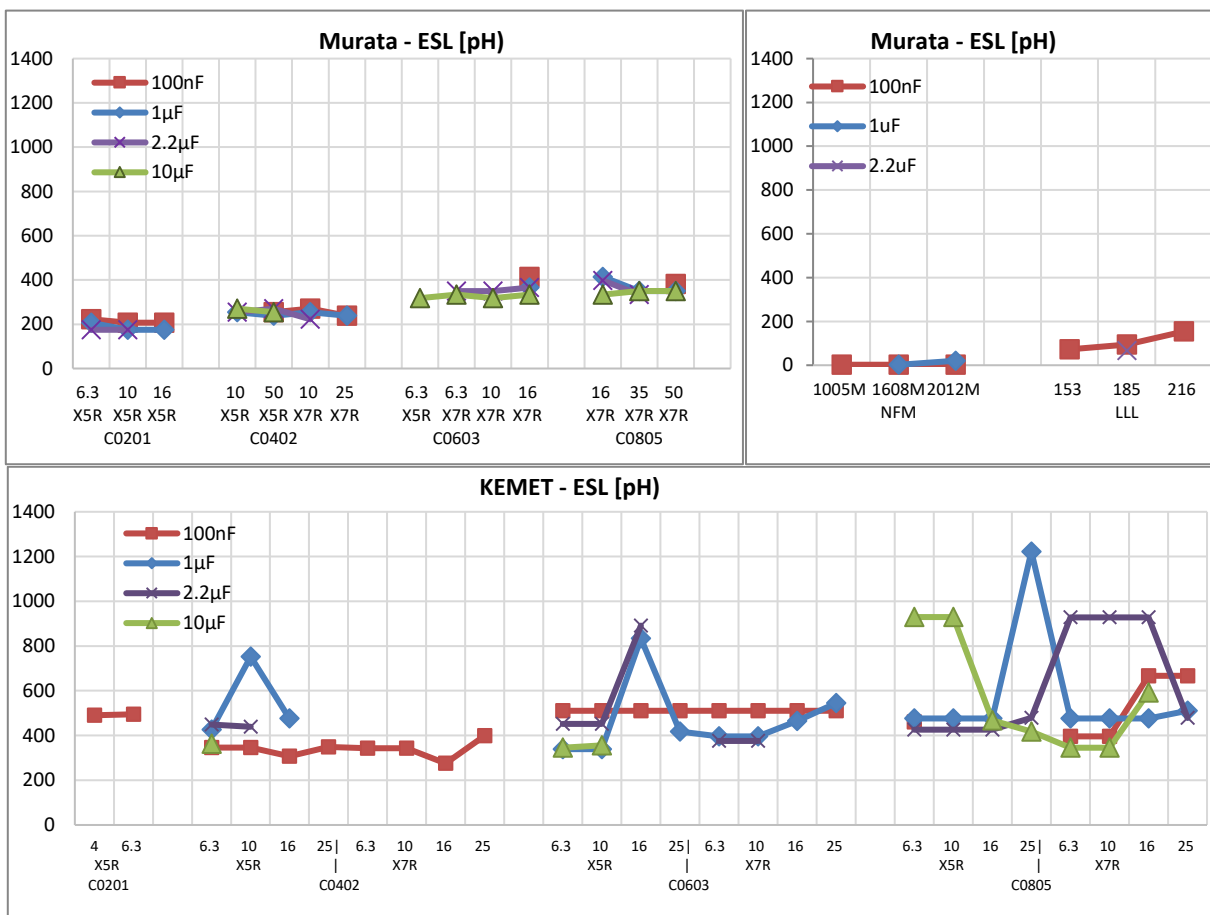 Murata - ESL [pH]
1400
1200
1000
800
600
400
200
0
100nF
1µF
2.2µF
10µF
6.3 10 16 10 50 10 25 6.3 6.3 10 16 16 35 50
X5R X5R X5R X5R X5R X7R X7R X5R X7R X7R X7R X7R X7R X7R
C0201 C0402 C0603 C0805
Murata - ESL [pH]
1400
1200
1000
800
600
400
200
0
100nF
1uF
2.2uF
1005M 1608M 2012M 153 185 216
NFM LLL
KEMET - ESL [pH]
1400
1200
1000
800
600
400
200
0
100nF
1µF
2.2µF
10µF
4 6.3 6.3 10 16 25| 6.3 10 16 25 6.3 10 16 25| 6.3 10 16 25 6.3 10 16 25| 6.3 10 16 25
X5R X5R | X7R X5R | X7R X5R | X7R
C0201 C0402 C0603 C0805